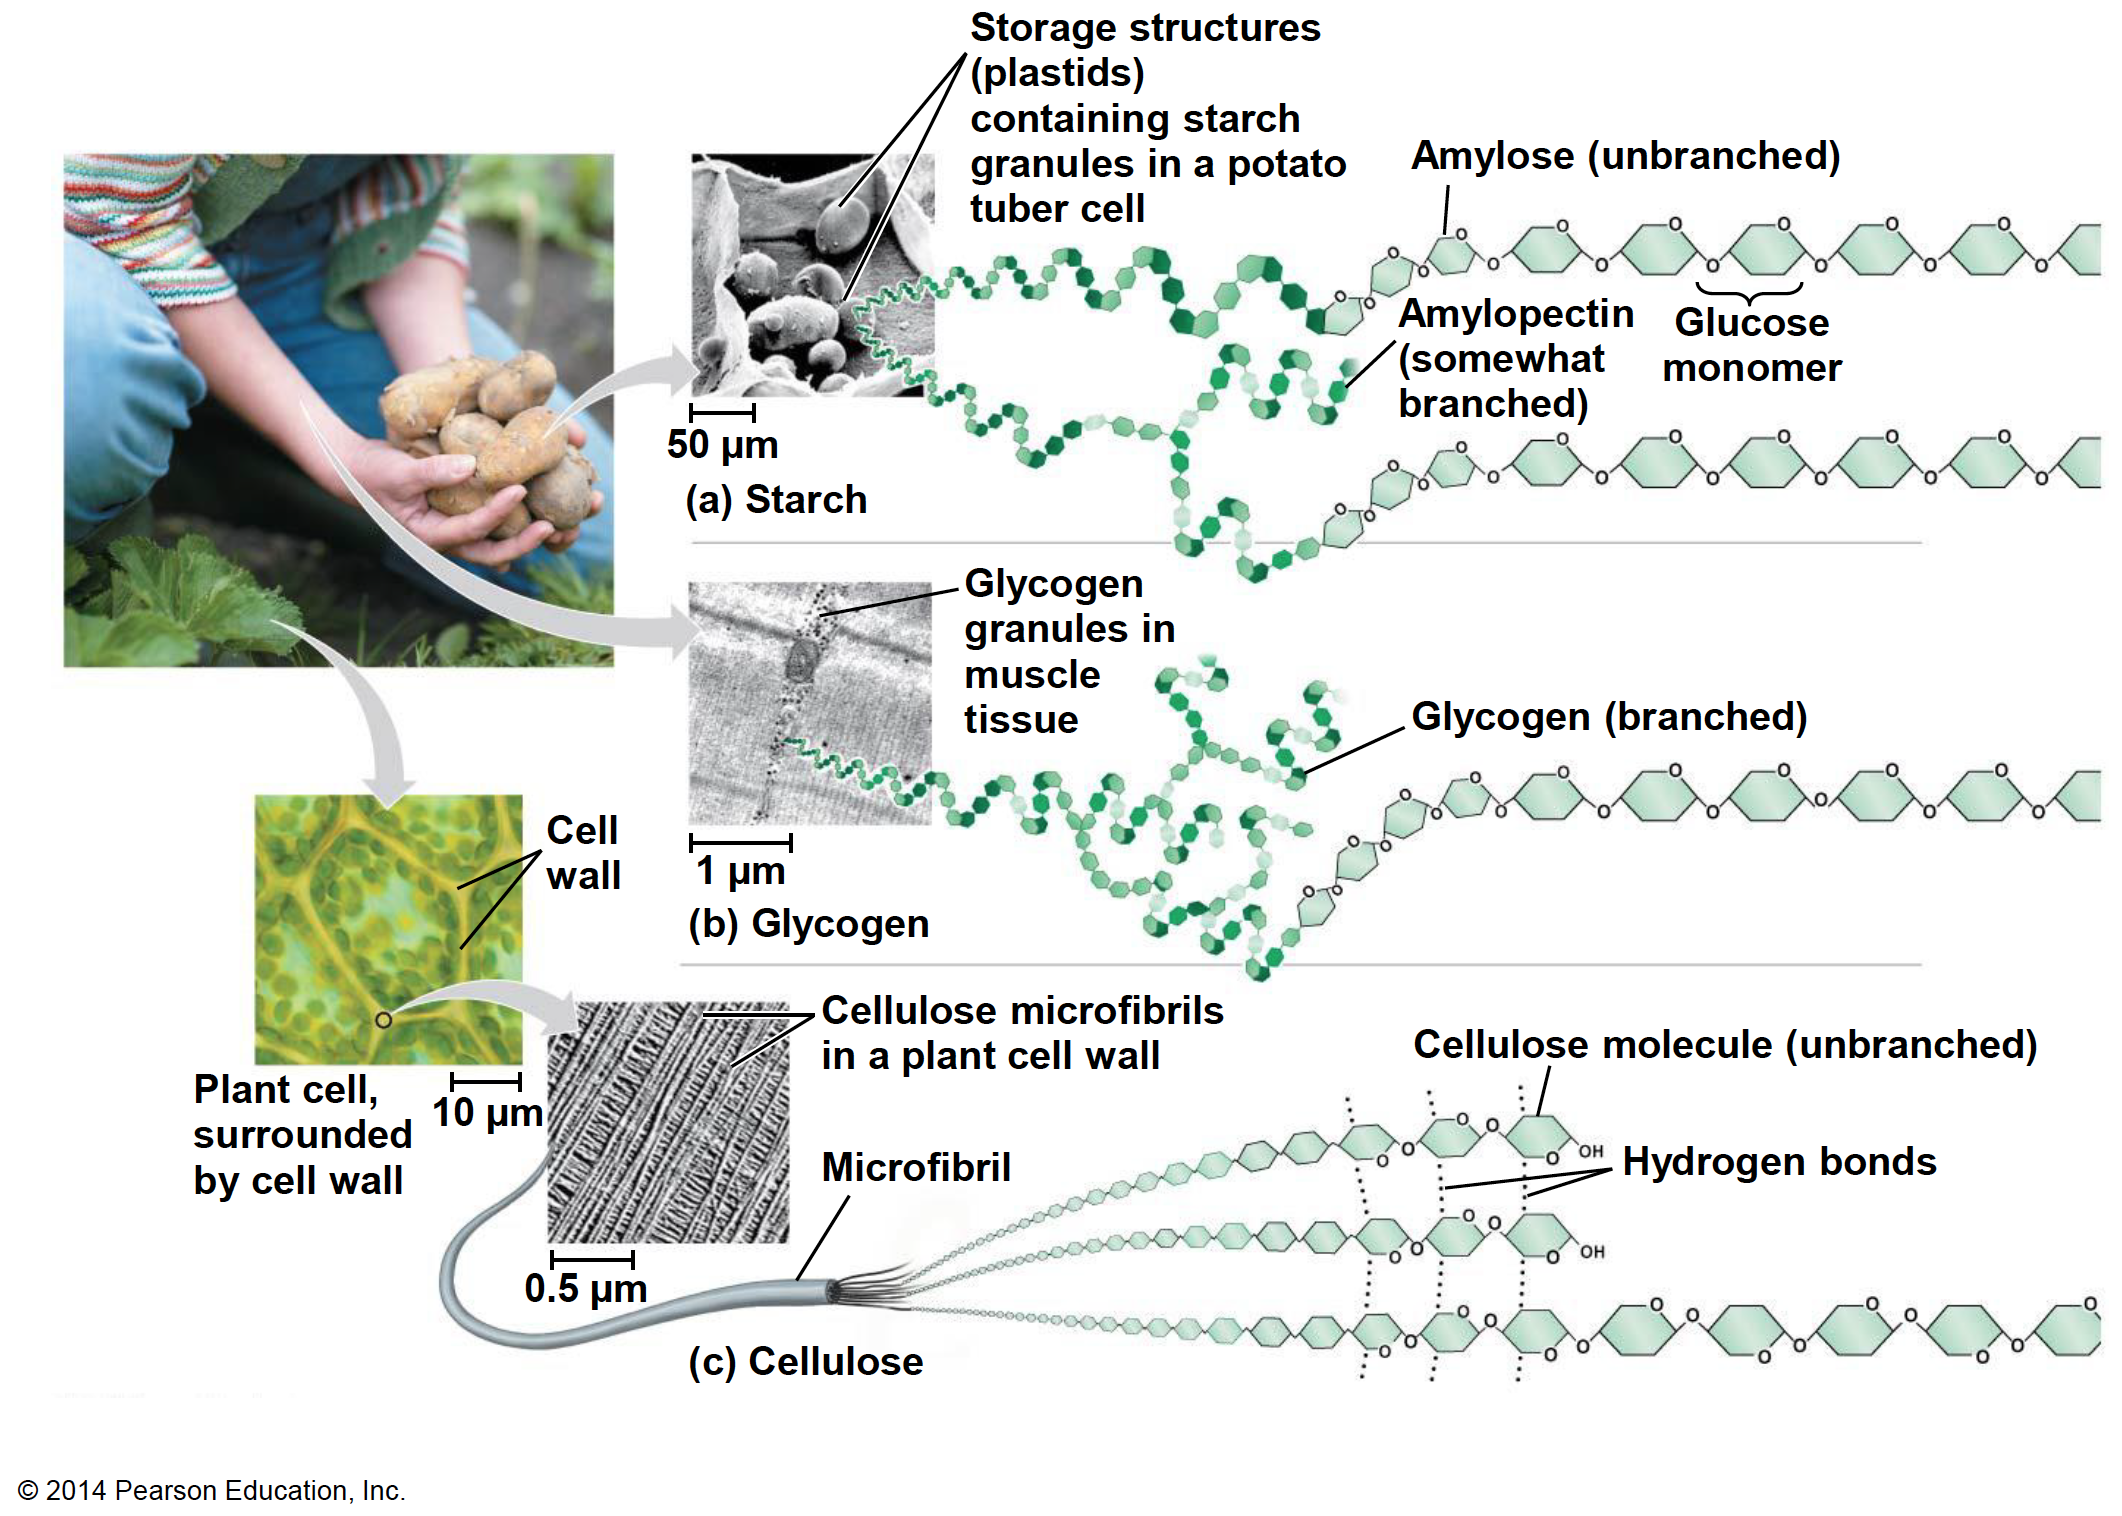 Storage structures
(plastids)
containing starch
granules in a potato
tuber cell
Amylose (unbranched)
Amylopectin
(somewhat
branched)
Glucose
monomer
50 µm
(a) Starch
Glycogen
granules in
muscle
tissue
Glycogen (branched)
1 µm
(b) Glycogen
Cell
wall
Plant cell,
surrounded
by cell wall
10 µm
Cellulose microfibrils
in a plant cell wall
Cellulose molecule (unbranched)
Hydrogen bonds
Microfibril
0.5 µm
(c) Cellulose
O O O O O O O O
O O O O O O O O O
O O O O O O O O
O O O O O O O O O
O O O O O O O O
O O O O O O O O O O
O O O O O OH
O O O O O OH
O O O O O O O O O O O O O O O
© 2014 Pearson Education, Inc.